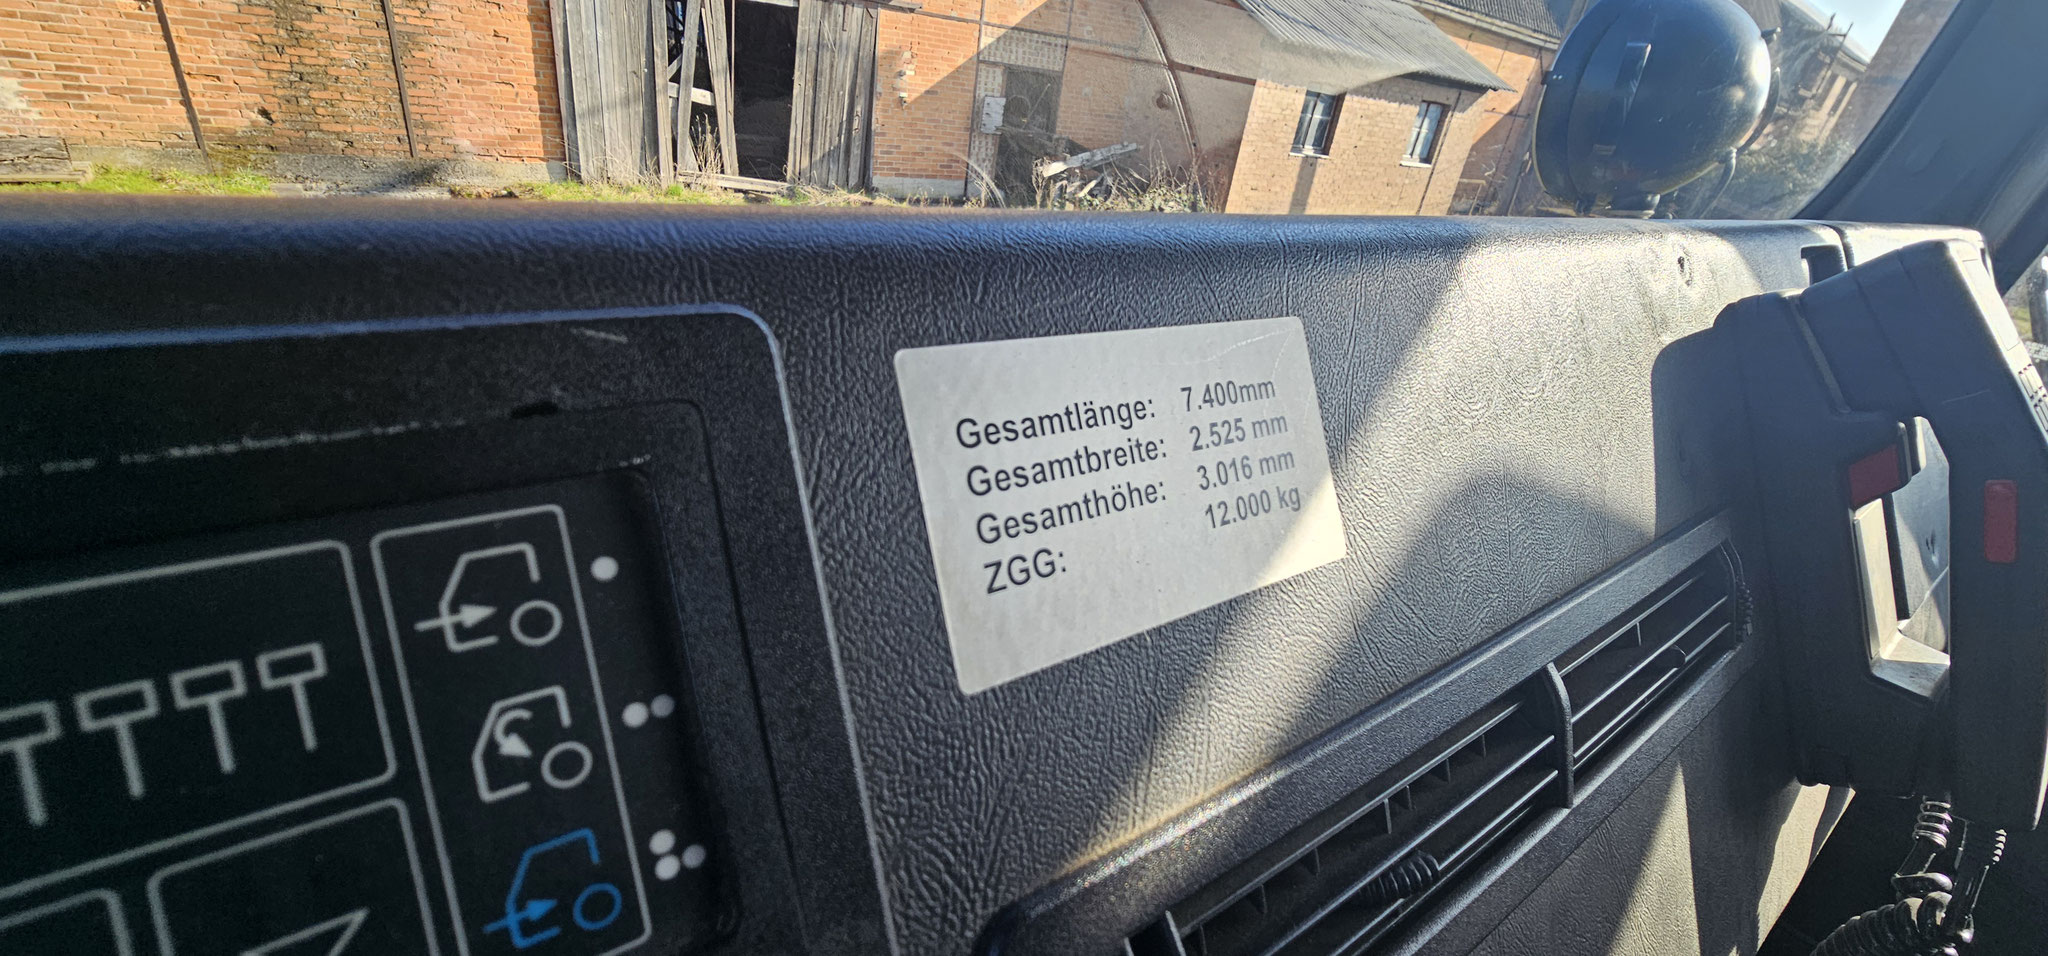 Gesamtlänge: 7.400mm
Gesamtbreite: 2.525 mm
Gesamthöhe: 3.016 mm
ZGG: 12.000 kg